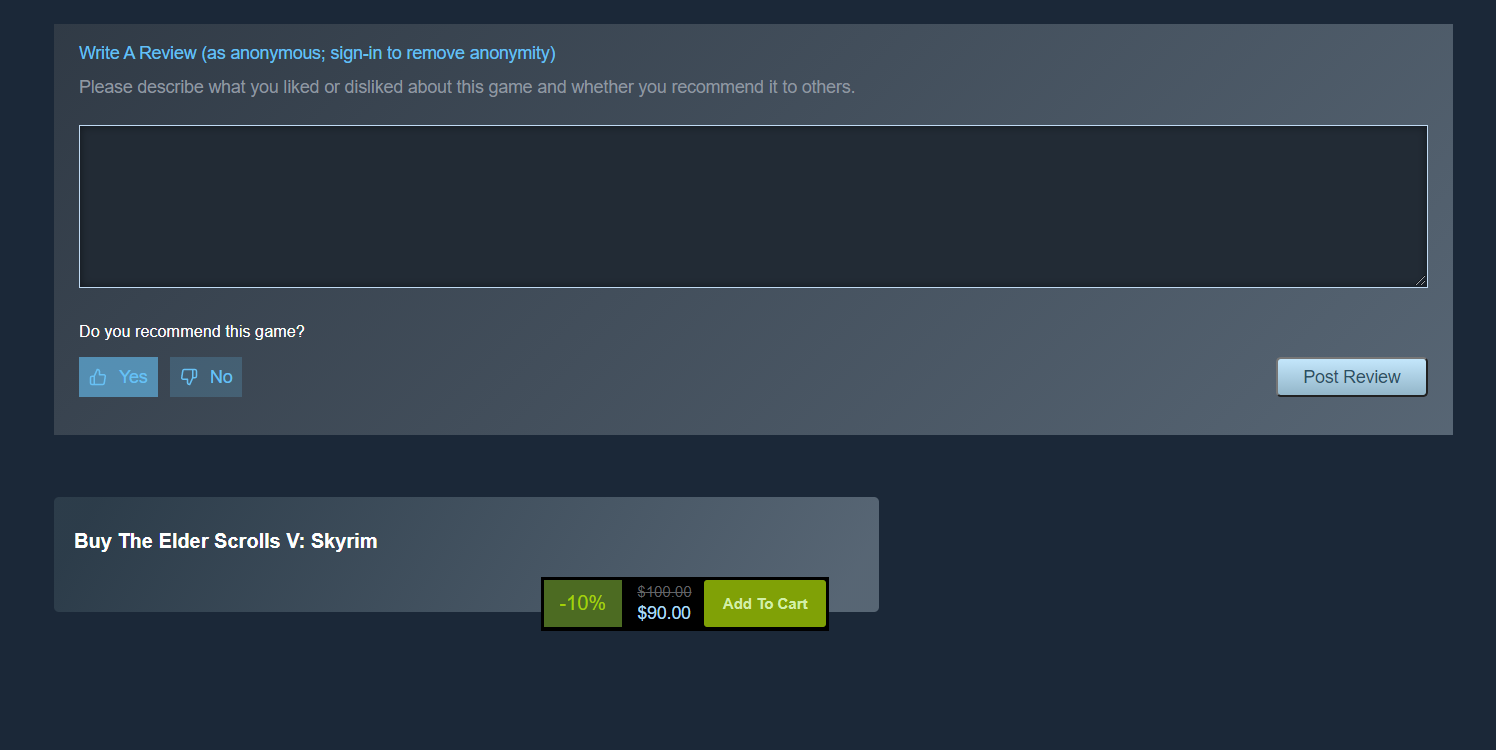 Write A Review (as anonymous; sign-in to remove anonymity)
Please describe what you liked or disliked about this game and whether you recommend it to others.
Do you recommend this game?
Yes
No
Post Review
Buy The Elder Scrolls V: Skyrim
-10%
$100.00
$90.00
Add To Cart